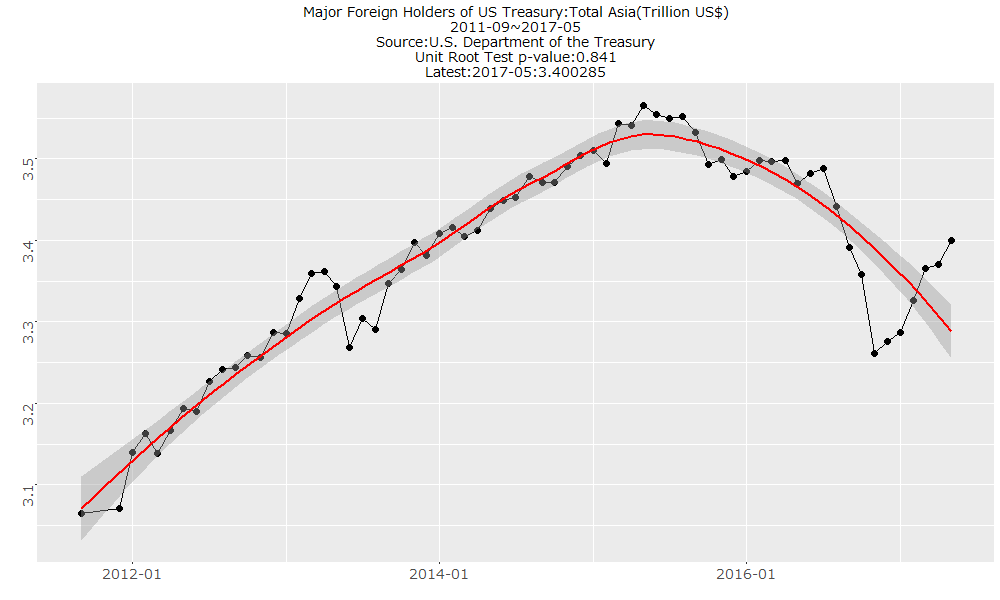 Major Foreign Holders of US Treasury:Total Asia(Trillion US$)
2011-09~2017-05
Source:U.S. Department of the Treasury
Unit Root Test p-value:0.841
Latest:2017-05:3.400285
3.5
3.4
3.3
3.2
3.1
2012-01 2014-01 2016-01